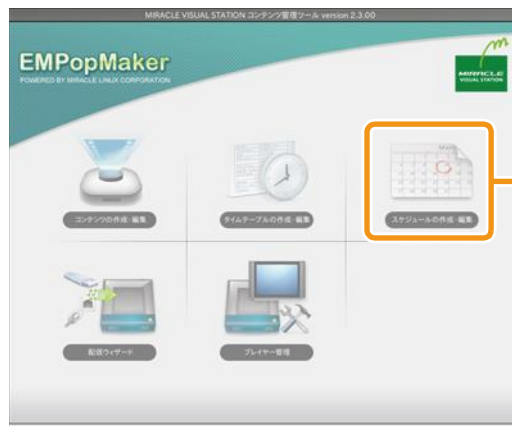 MIRACLE VISUAL STATION コンテンツ管理ツール version 2.3.00
EMPopMaker
POWERED BY MIRACLE LINUX CORPORATION
m
MIRACLE
VISUAL STATION
コンテンツの作成・編集
タイムテーブルの作成・編集
スケジュールの作成・編集
配信ウィザード
プレイヤー管理